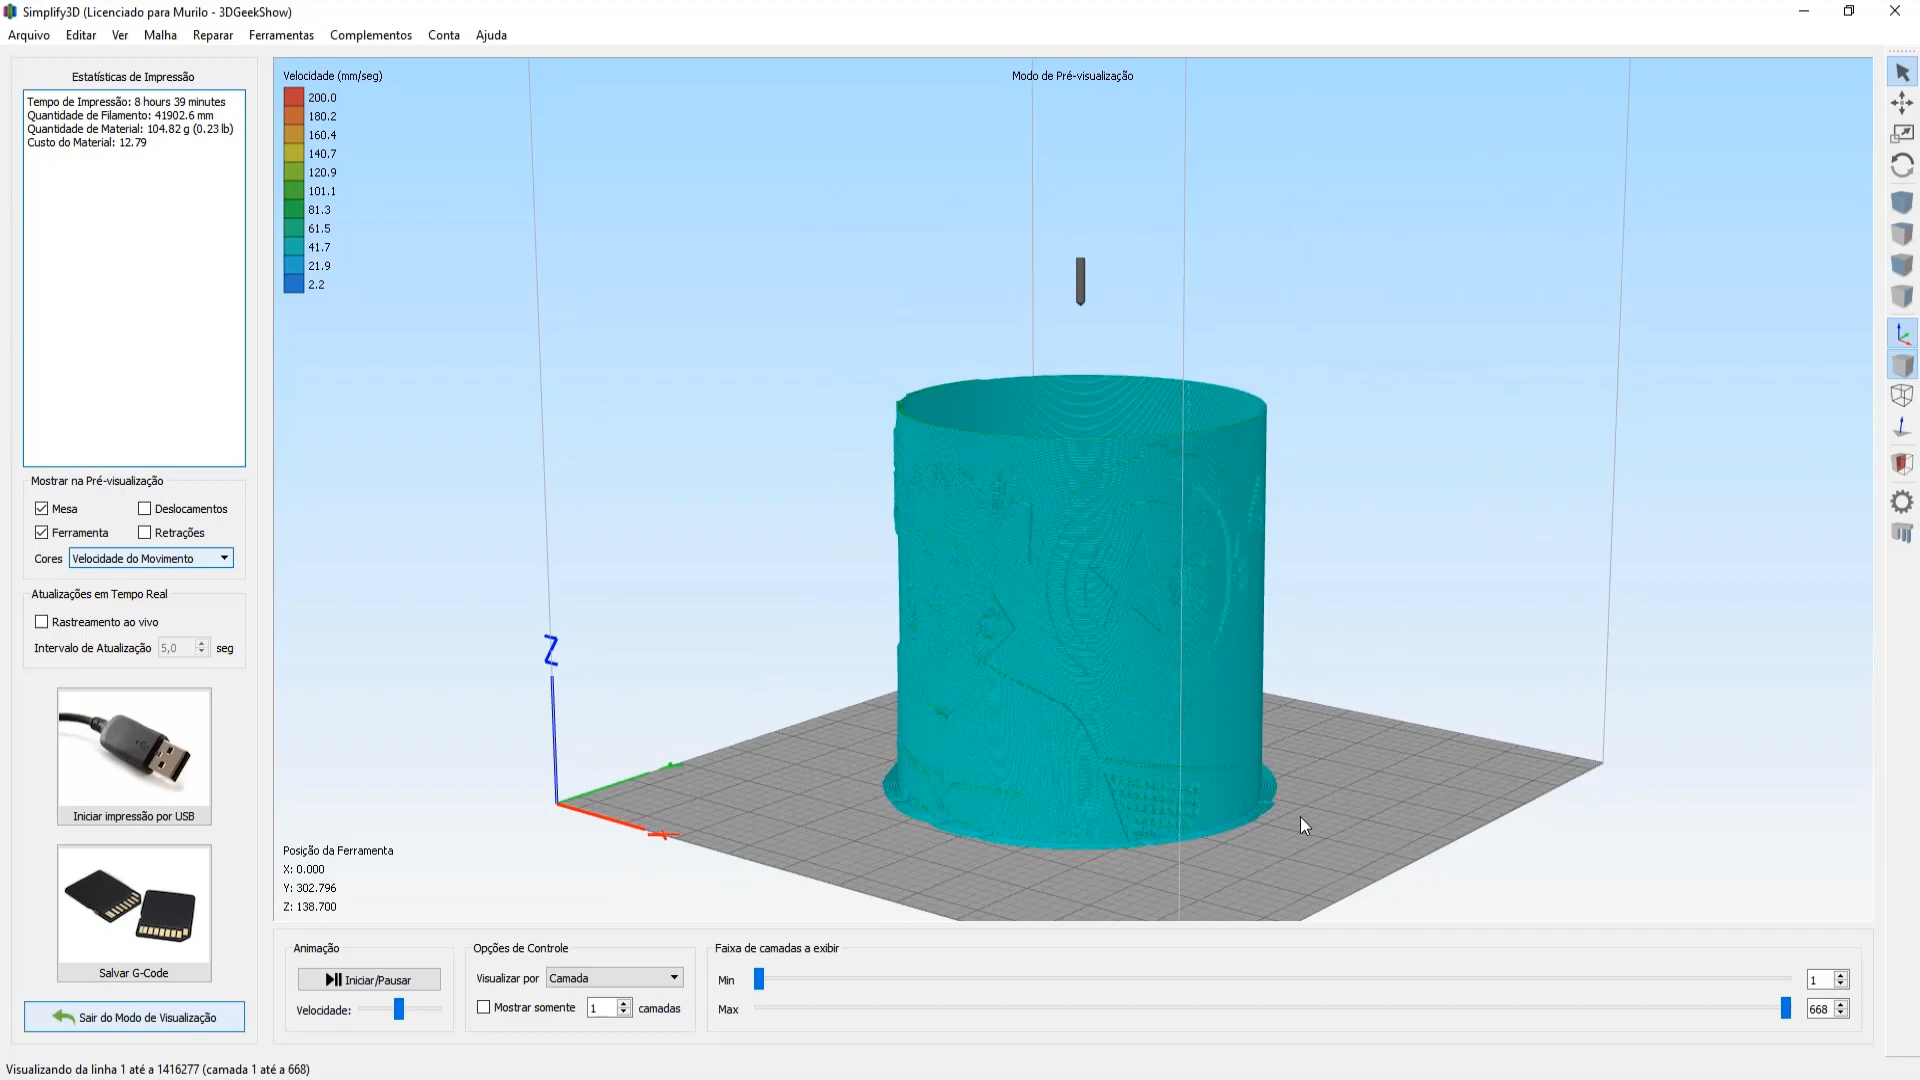 Simplify3D (Licenciado para Murilo - 3DGeekShow)
Arquivo Editar Ver Malha Reparar Ferramentas Complementos Conta Ajuda
Estatísticas de Impressão
Tempo de Impressão: 8 hours 39 minutes
Quantidade de Filamento: 41902.6 mm
Quantidade de Material: 104.82 g (0.23 lb)
Custo do Material: 12.79
Mostrar na Pré-visualização
Mesa Deslocamentos
Ferramenta Retrações
Cores Velocidade do Movimento
Atualizações em Tempo Real
Rastreamento ao vivo
Intervalo de Atualização 5,0 seg
Iniciar impressão por USB
Salvar G-Code
Sair do Modo de Visualização
Velocidade (mm/seg)
200.0
180.2
160.4
140.7
120.9
101.1
81.3
61.5
41.7
21.9
2.2
Modo de Pré-visualização
Z
Posição da Ferramenta
X: 0.000
Y: 302.796
Z: 138.700
Animação
Iniciar/Pausar
Velocidade:
Opções de Controle
Visualizar por Camada
Mostrar somente 1 camadas
Faixa de camadas a exibir
Min 1
Max 668
Visualizando da linha 1 até a 1416277 (camada 1 até a 668)